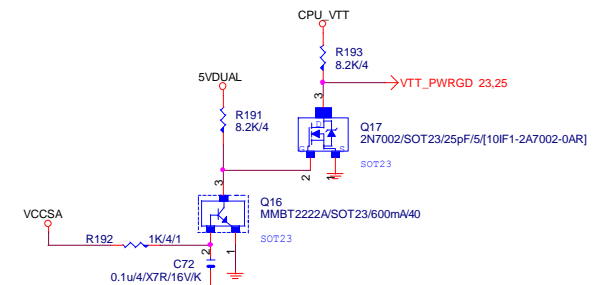 CPU_VTT
R193
8.2K/4
VTT_PWRGD 23,25
5VDUAL
3
R191
8.2K/4
D
G
S
Q17
2N7002/SOT23/25pF/5/[10IF1-2A7002-0AR]
SOT23
2
1
3
Q16
MMBT2222A/SOT23/600mA/40
SOT23
VCCSA
R192
1K/4/1
2
1
C72
0.1u/4/X7R/16V/K